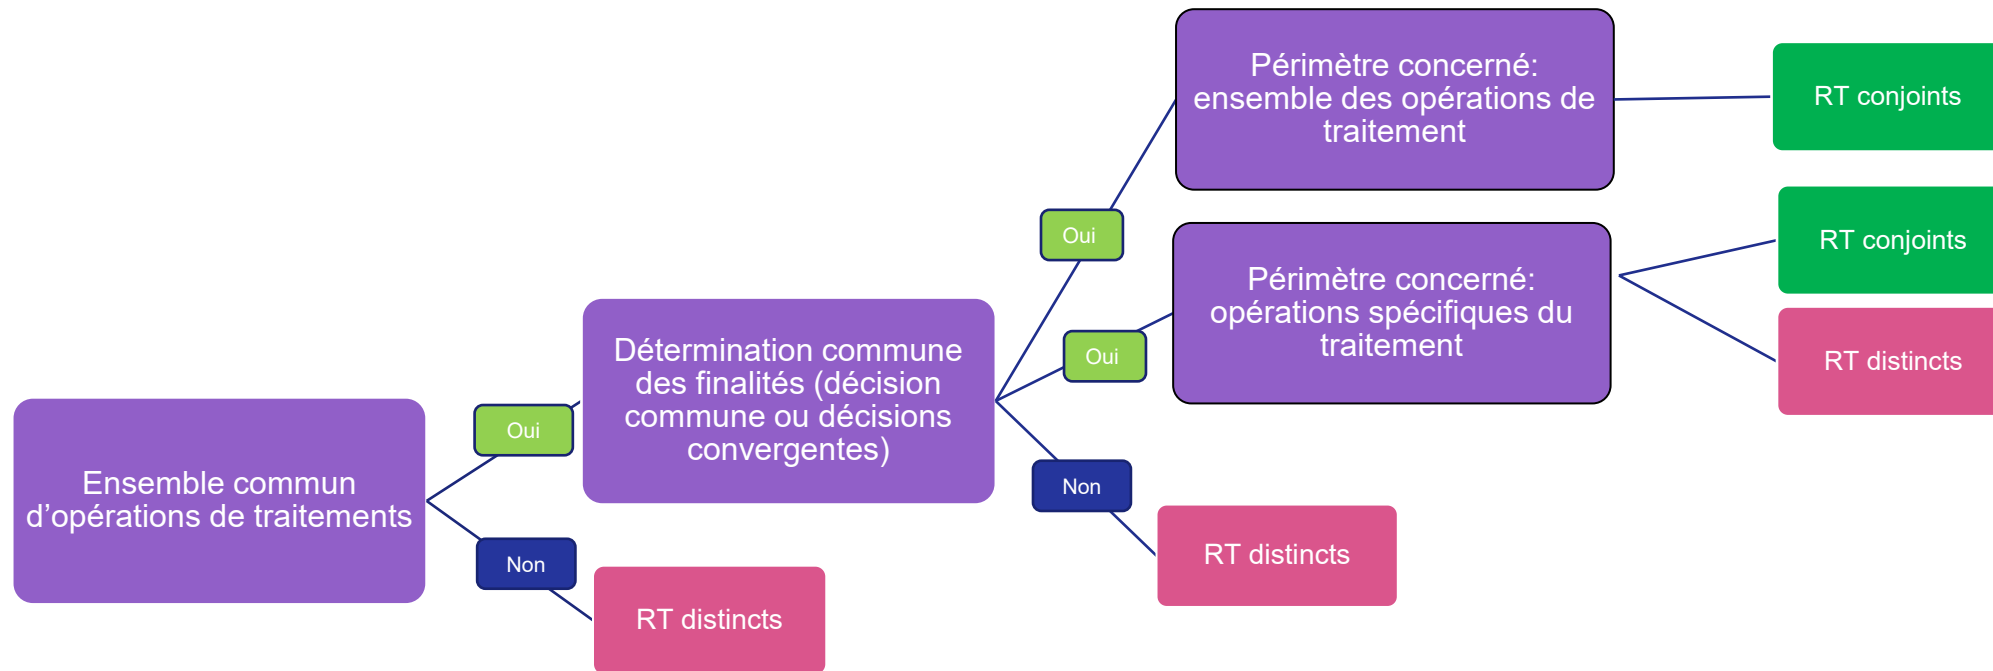 Ensemble commun
d’opérations de traitements
Oui
Non
RT distincts
Détermination commune
des finalités (décision
commune ou décisions
convergentes)
Oui
Oui
Non
RT distincts
Périmètre concerné:
ensemble des opérations de
traitement
RT conjoints
Périmètre concerné:
opérations spécifiques du
traitement
RT conjoints
RT distincts